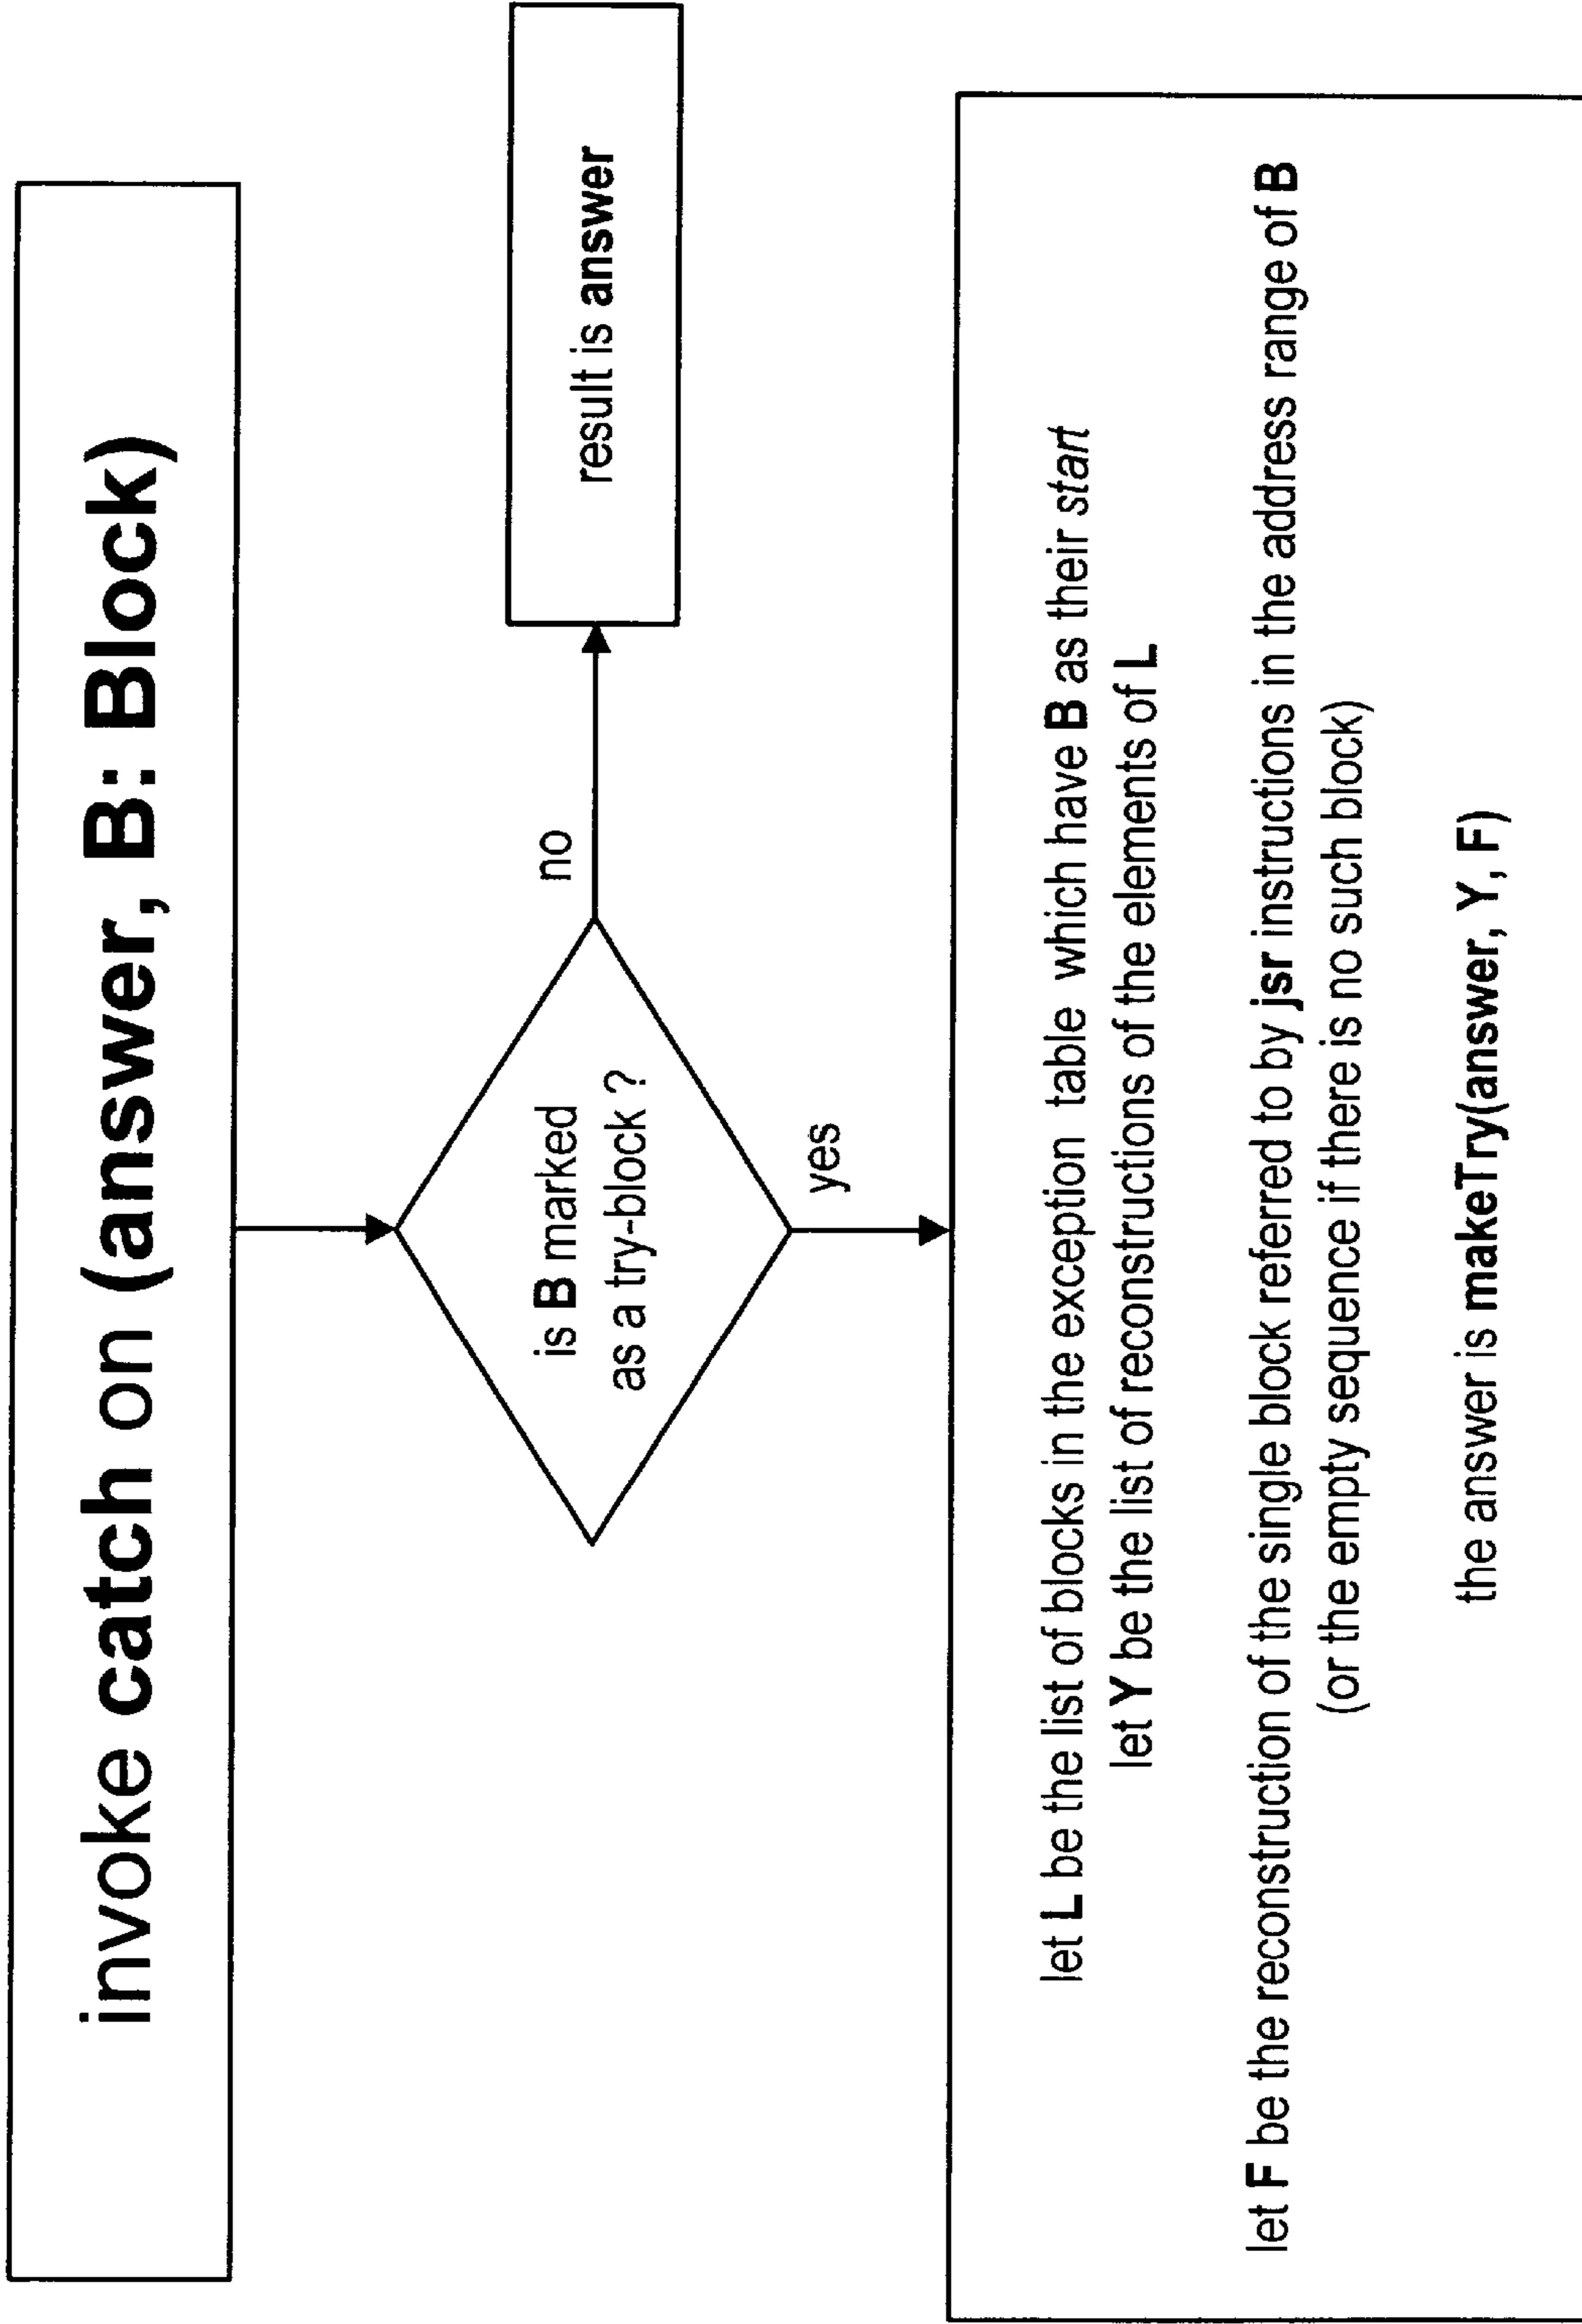 invoke catch on (answer, B: Block)
is B marked
as a try-block ?
no
result is answer
yes
let L be the list of blocks in the exception table which have B as their start
let Y be the list of reconstructions of the elements of L
let F be the reconstruction of the single block referred to by jsr instructions in the address range of B
(or the empty sequence if there is no such block)
the answer is makeTry(answer, Y, F)